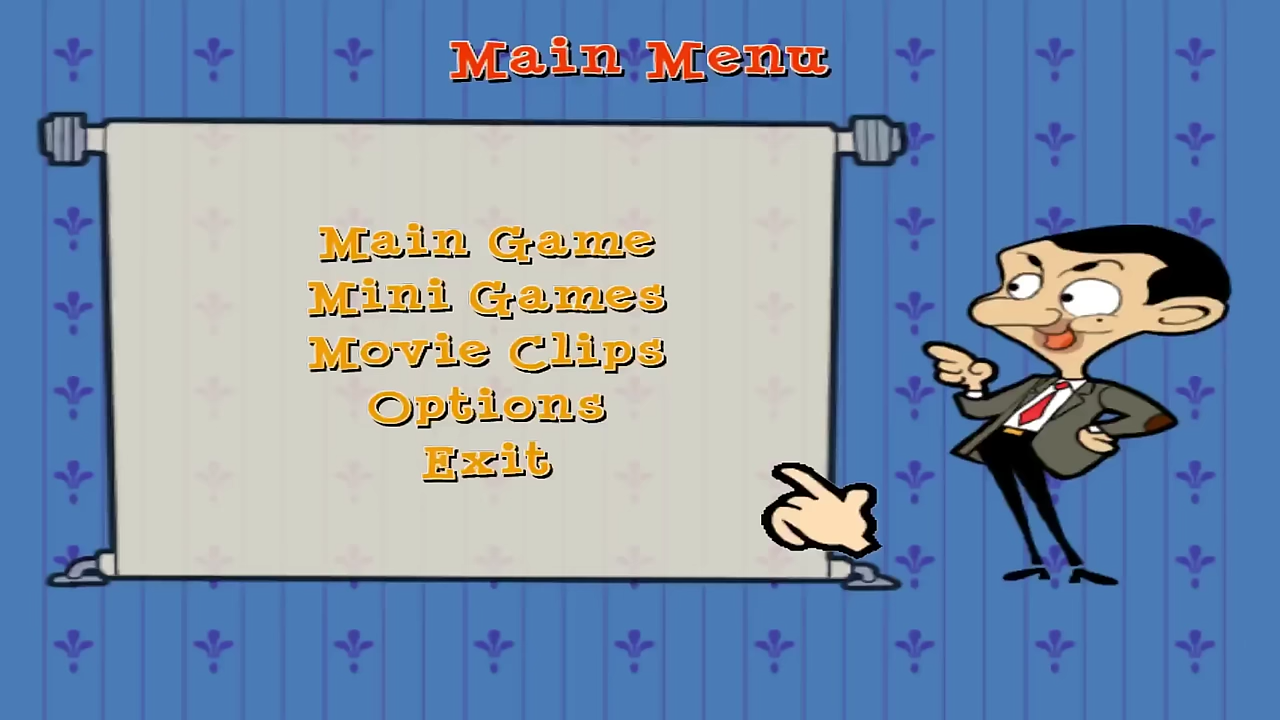 Main Menu
Main Game
Mini Games
Movie Clips
Options
Exit